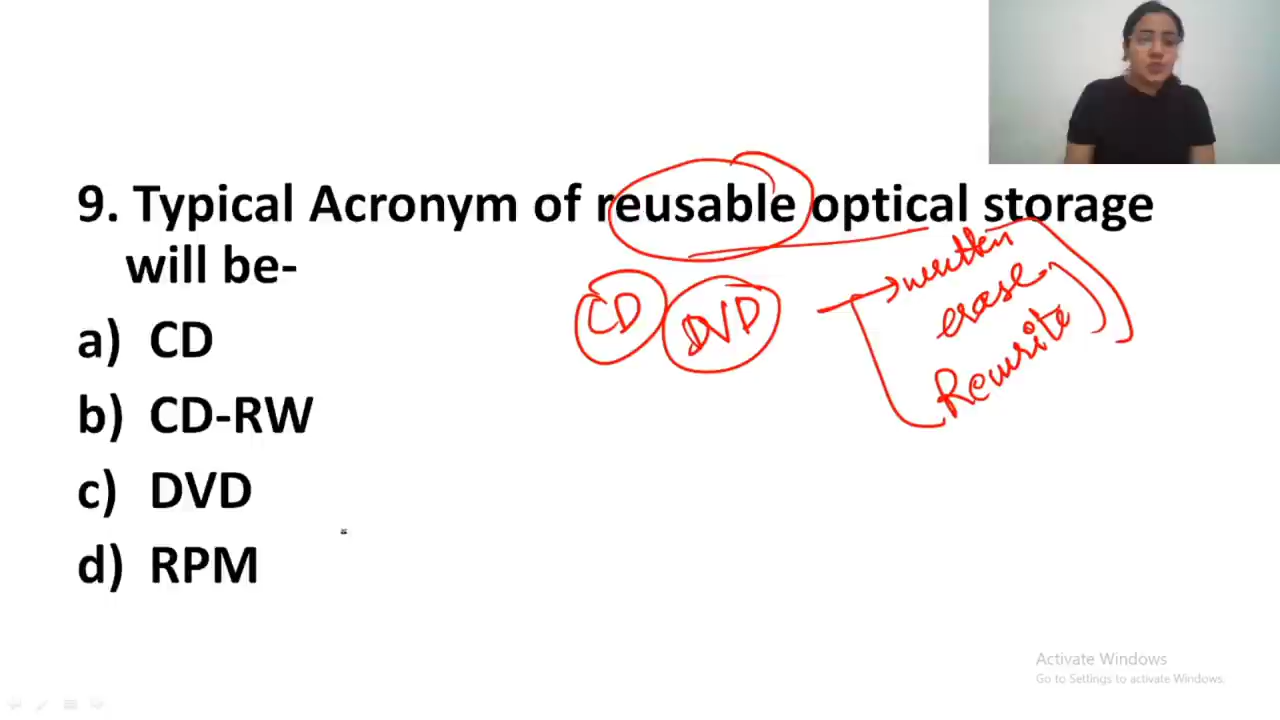 9. Typical Acronym of reusable optical storage
will be-
written
erase
Rewrite
CD DVD
a) CD
b) CD-RW
c) DVD
d) RPM
Activate Windows
Go to Settings to activate Windows.